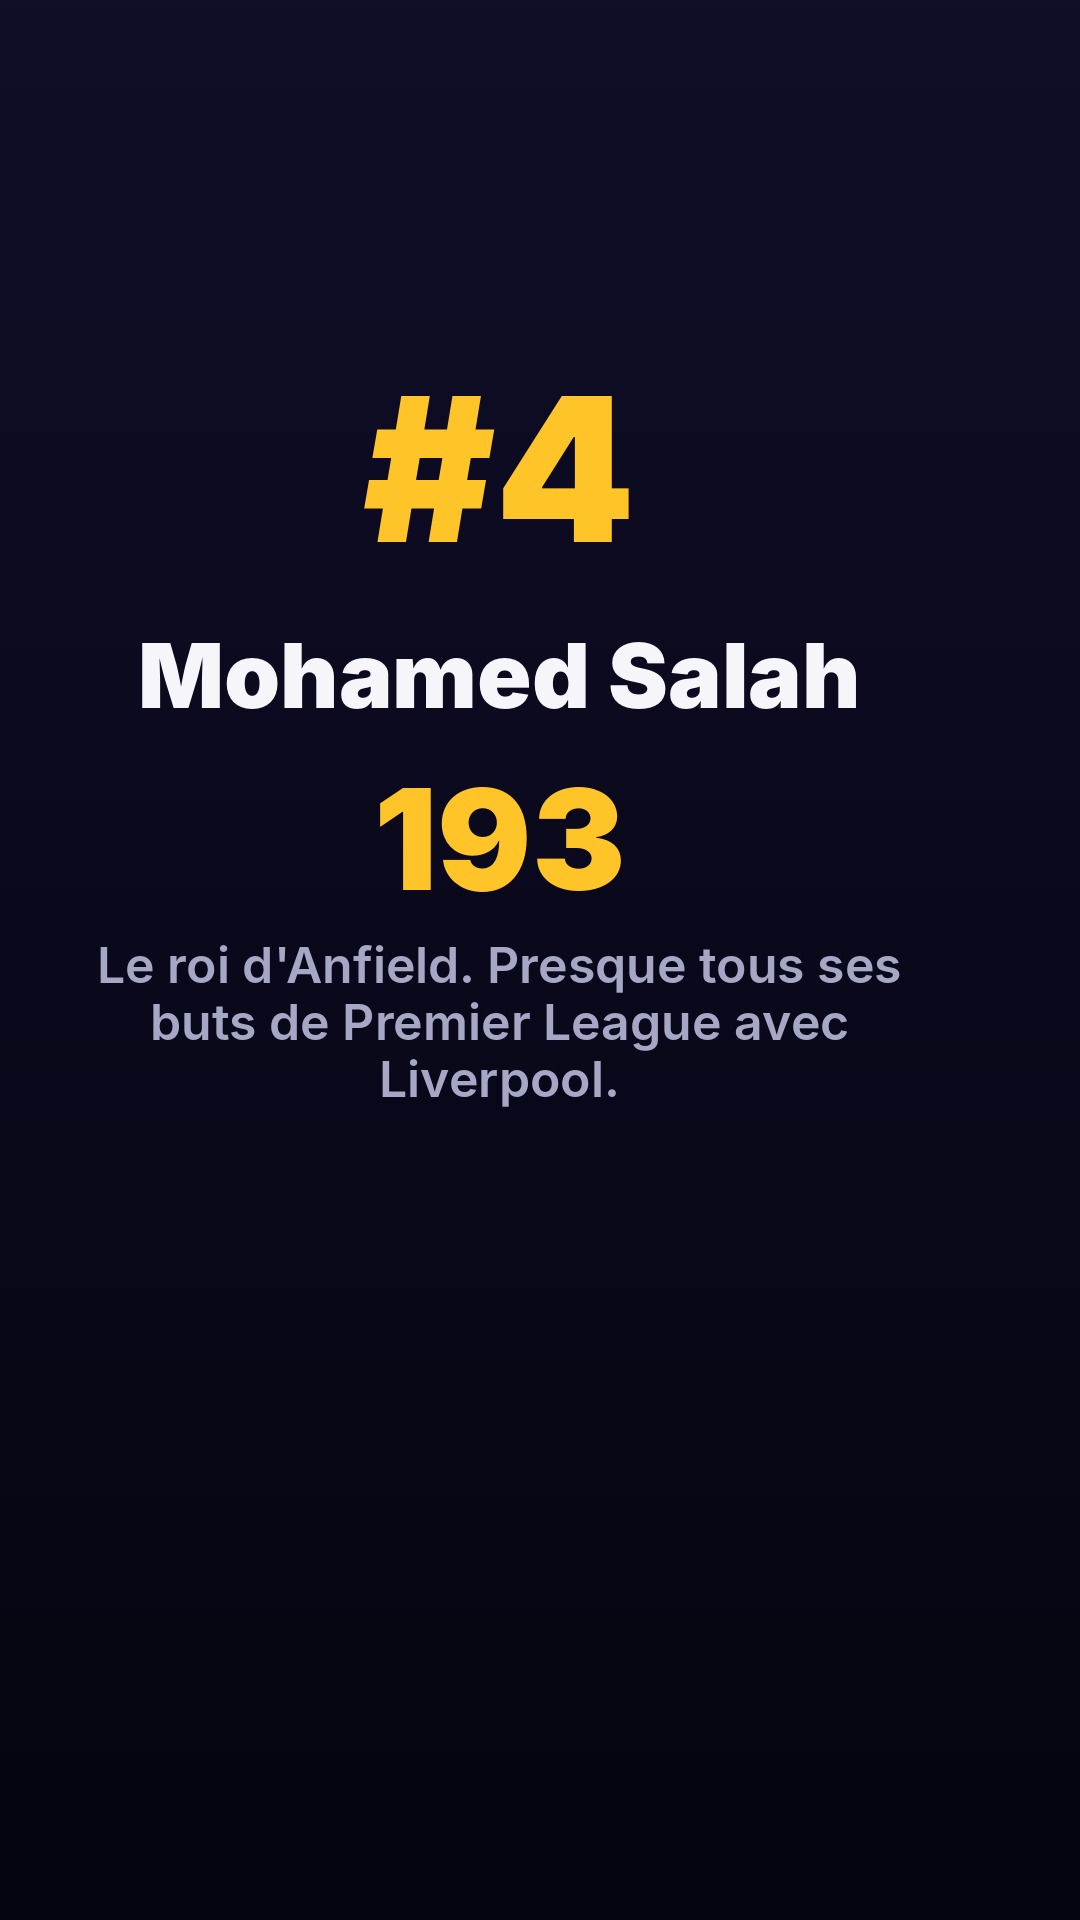 #4
Mohamed Salah
193
Le roi d'Anfield. Presque tous ses
buts de Premier League avec
Liverpool.